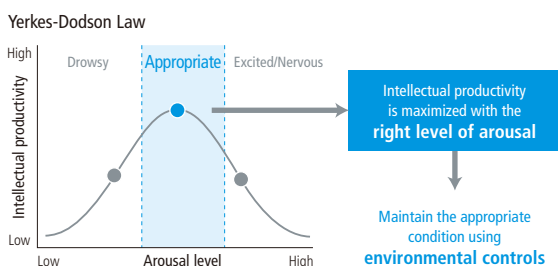 Yerkes-Dodson Law
High
Drowsy
Appropriate
Excited/Nervous
Intellectual productivity
Low
Low
Arousal level
High
Intellectual productivity
is maximized with the
right level of arousal
Maintain the appropriate
condition using
environmental controls